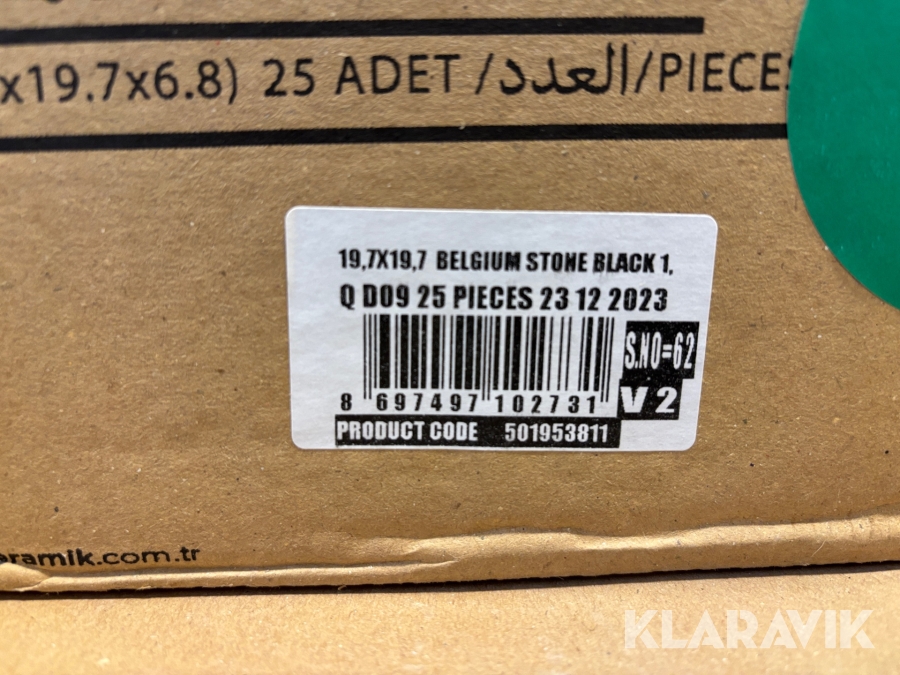 x19.7x6.8) 25 ADET /العدد/PIECES
19,7X19,7 BELGIUM STONE BLACK 1,
Q D09 25 PIECES 23 12 2023
S.NO=62
8 697497 102731
V 2
PRODUCT CODE 501953811
aramik.com.tr
KLARAVIK